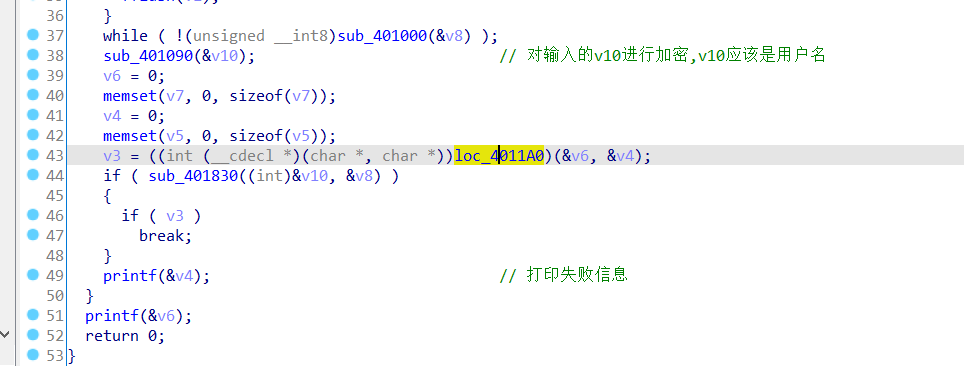 36 }
37 while ( !(unsigned __int8)sub_401000(&v8) );
38 sub_401090(&v10); // 对输入的v10进行加密,v10应该是用户名
39 v6 = 0;
40 memset(v7, 0, sizeof(v7));
41 v4 = 0;
42 memset(v5, 0, sizeof(v5));
43 v3 = ((int (__cdecl *)(char *, char *))loc_4011A0)(&v6, &v4);
44 if ( sub_401830((int)&v10, &v8) )
45 {
46 if ( v3 )
47 break;
48 }
49 printf(&v4); // 打印失败信息
50 }
51 printf(&v6);
52 return 0;
53 }